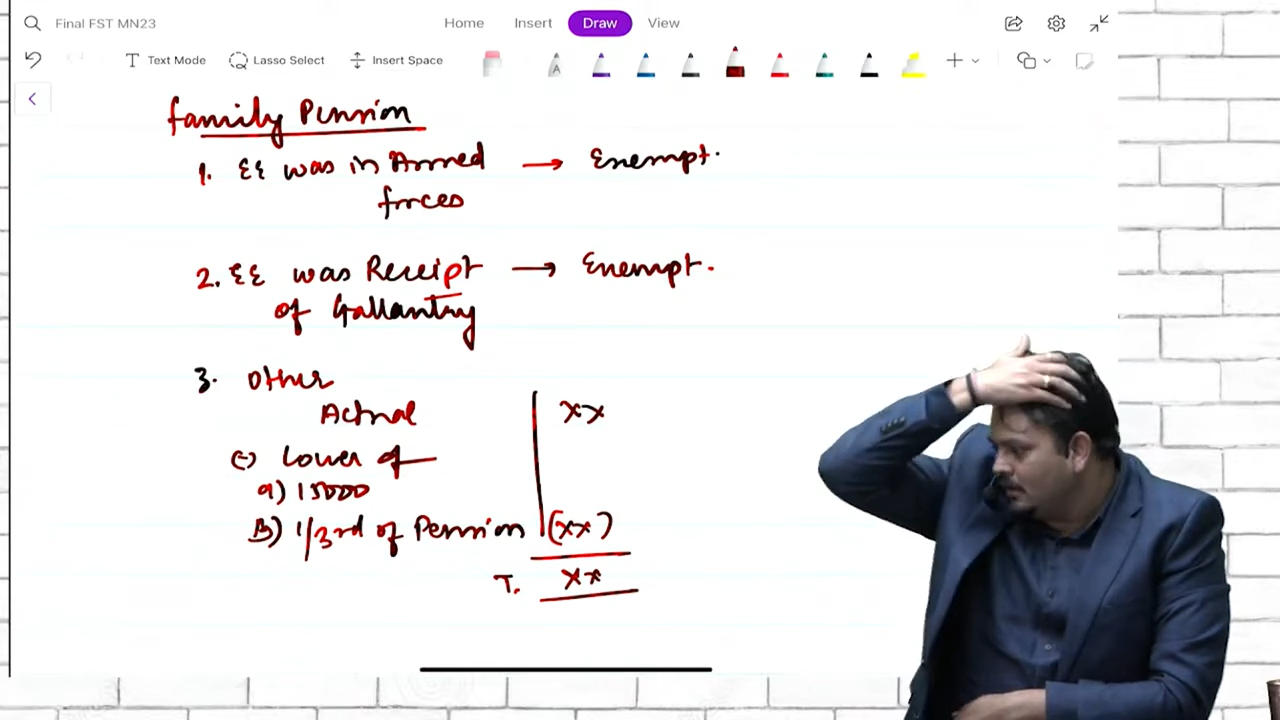 Final FST MN23
Home Insert Draw View
Text Mode Lasso Select Insert Space
Family Pension
1. EE was in Armed → Exempt.
forces
2. EE was Receipt → Exempt.
of Gallantry
3. Other
Actual xx
(-) Lower of
a) 15000
B) 1/3rd of Pension (xx)
T. xx